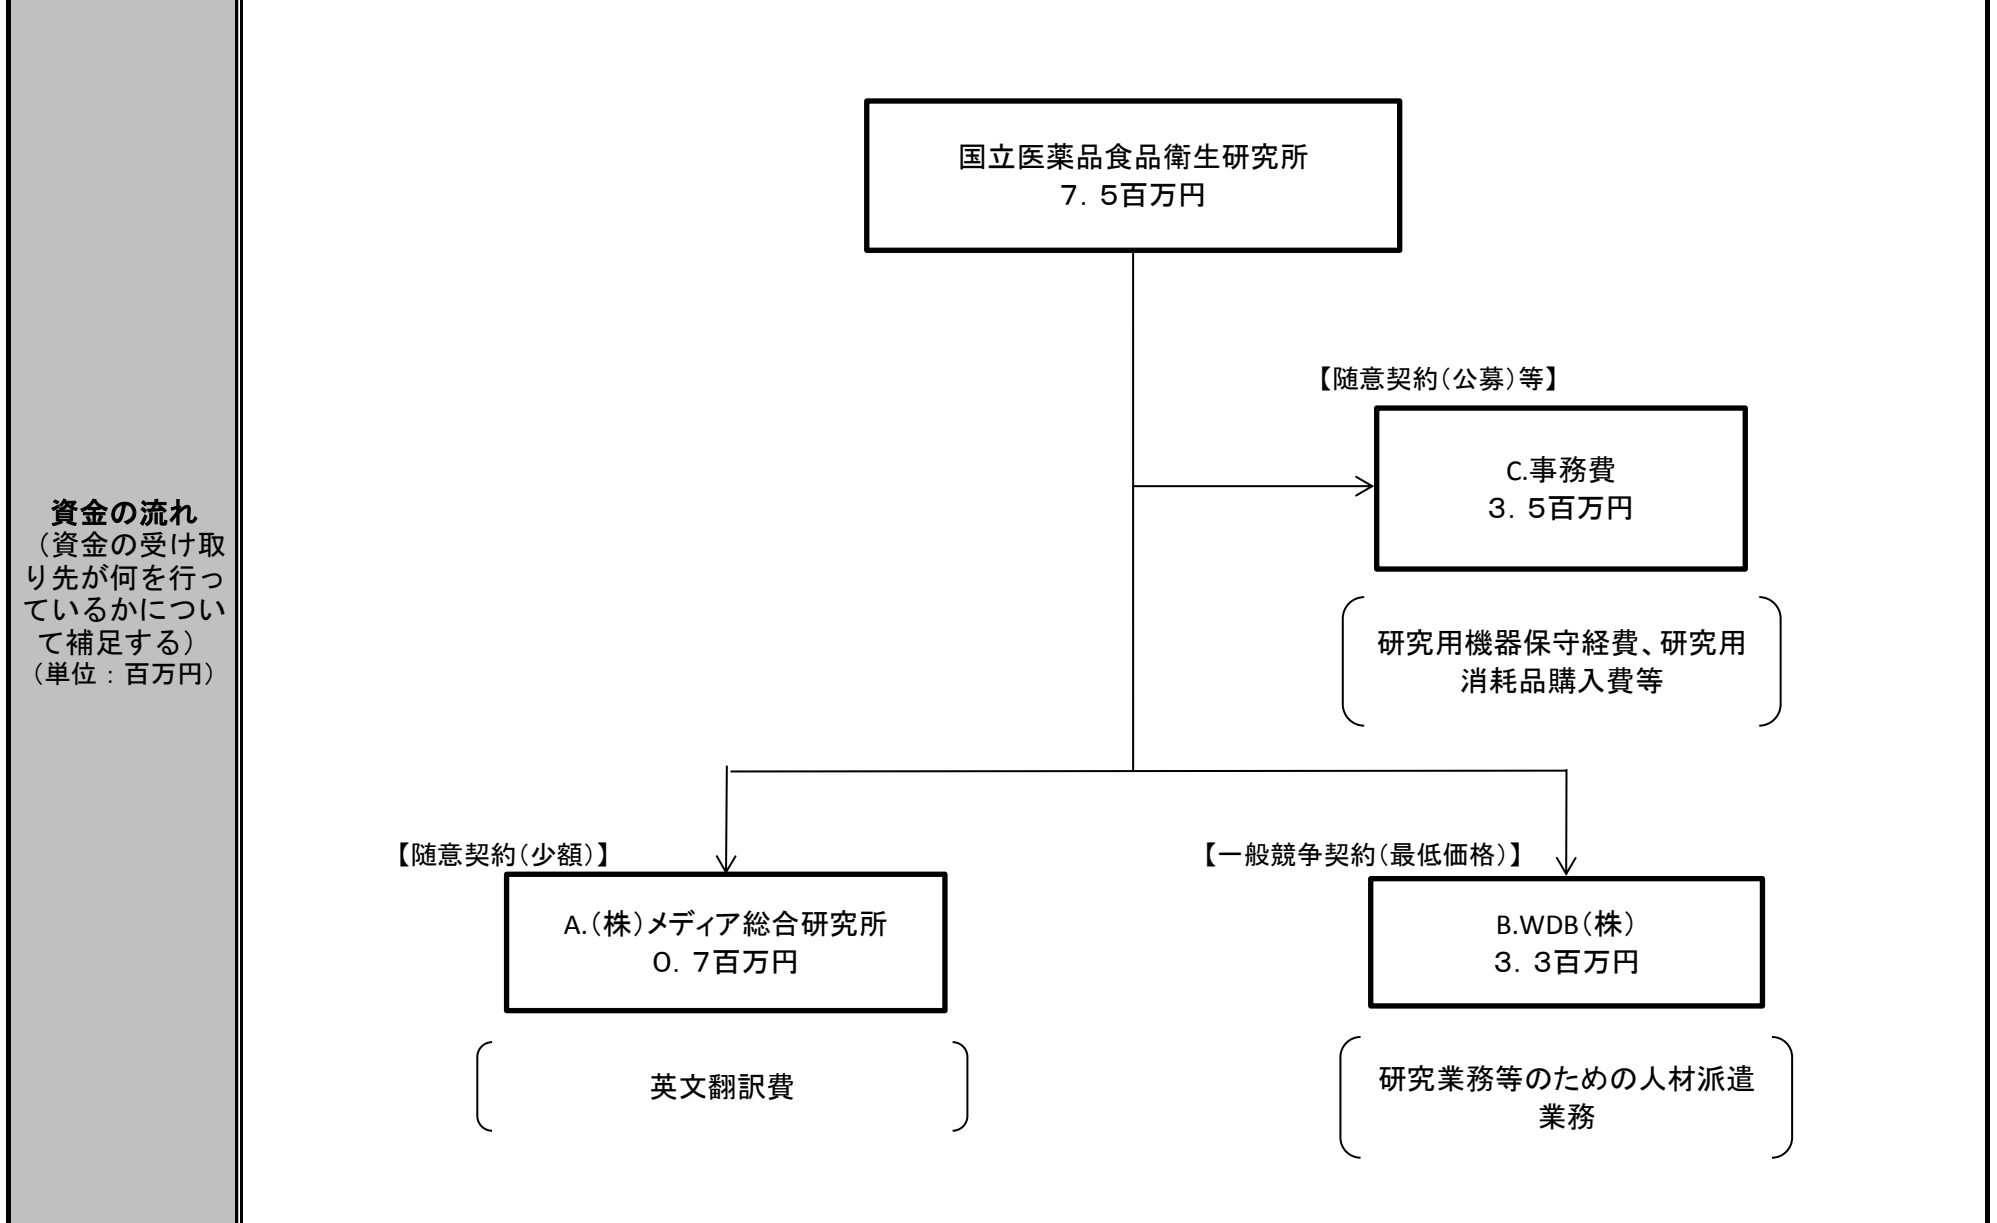 資金の流れ
（資金の受け取
り先が何を行っ
ているかについ
て補足する）
（単位：百万円）
国立医薬品食品衛生研究所
７．５百万円
【随意契約（公募）等】
C.事務費
３．５百万円
研究用機器保守経費、研究用
消耗品購入費等
【随意契約（少額）】
A.（株）メディア総合研究所
０．７百万円
英文翻訳費
【一般競争契約（最低価格）】
B.WDB（株）
３．３百万円
研究業務等のための人材派遣
業務